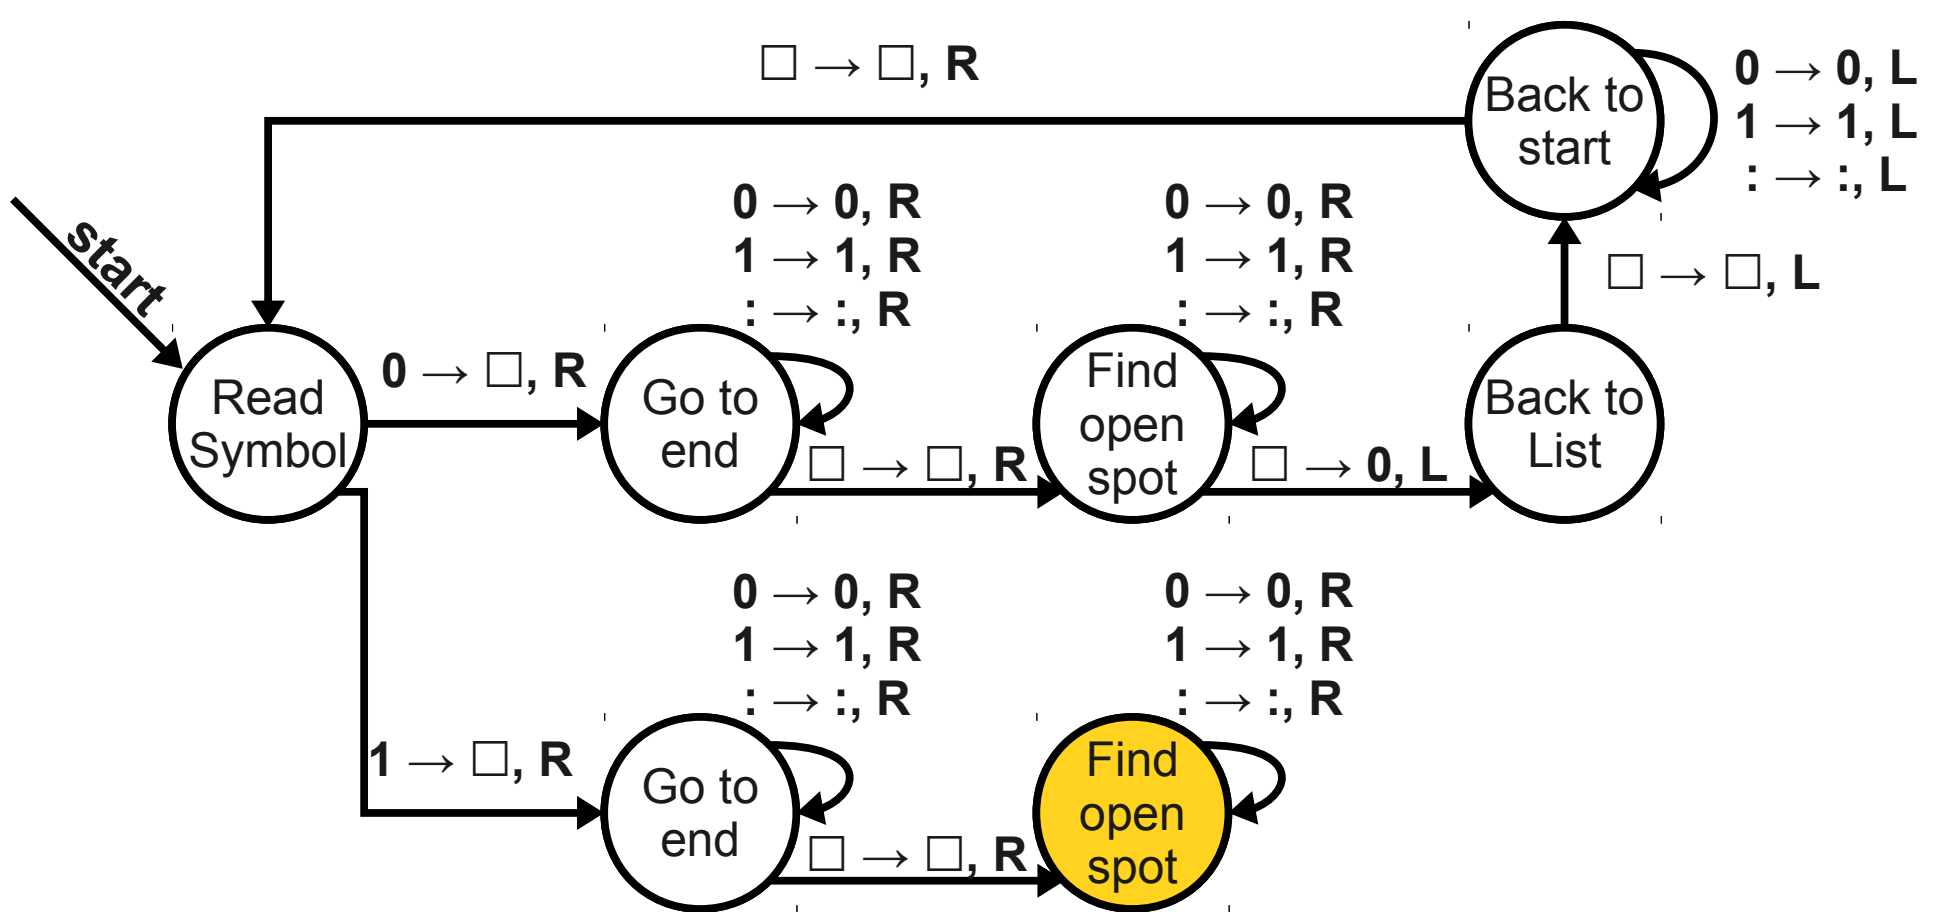 □ → □, R
Back to
start
0 → 0, L
1 → 1, L
: → :, L
start
0 → 0, R
1 → 1, R
: → :, R
0 → 0, R
1 → 1, R
: → :, R
□ → □, L
Read
Symbol
0 → □, R
Go to
end
□ → □, R
Find
open
spot
□ → 0, L
Back to
List
0 → 0, R
1 → 1, R
: → :, R
0 → 0, R
1 → 1, R
: → :, R
1 → □, R
Go to
end
□ → □, R
Find
open
spot